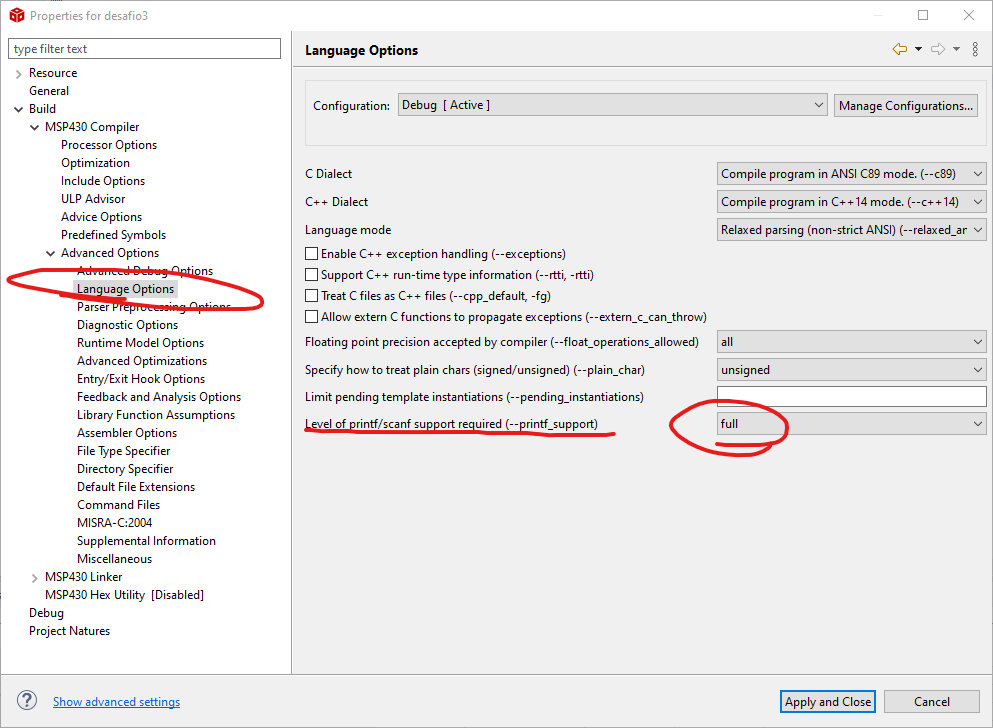 Properties for desafio3
type filter text
Resource
General
Build
MSP430 Compiler
Processor Options
Optimization
Include Options
ULP Advisor
Advice Options
Predefined Symbols
Advanced Options
Advanced Debug Options
Language Options
Parser Preprocessing Options
Diagnostic Options
Runtime Model Options
Advanced Optimizations
Entry/Exit Hook Options
Feedback and Analysis Options
Library Function Assumptions
Assembler Options
File Type Specifier
Directory Specifier
Default File Extensions
Command Files
MISRA-C:2004
Supplemental Information
Miscellaneous
MSP430 Linker
MSP430 Hex Utility [Disabled]
Debug
Project Natures
Language Options
Configuration: Debug [ Active ] Manage Configurations...
C Dialect Compile program in ANSI C89 mode. (--c89)
C++ Dialect Compile program in C++14 mode. (--c++14)
Language mode Relaxed parsing (non-strict ANSI) (--relaxed_an
Enable C++ exception handling (--exceptions)
Support C++ run-time type information (--rtti, -rtti)
Treat C files as C++ files (--cpp_default, -fg)
Allow extern C functions to propagate exceptions (--extern_c_can_throw)
Floating point precision accepted by compiler (--float_operations_allowed) all
Specify how to treat plain chars (signed/unsigned) (--plain_char) unsigned
Limit pending template instantiations (--pending_instantiations)
Level of printf/scanf support required (--printf_support) full
? Show advanced settings Apply and Close Cancel